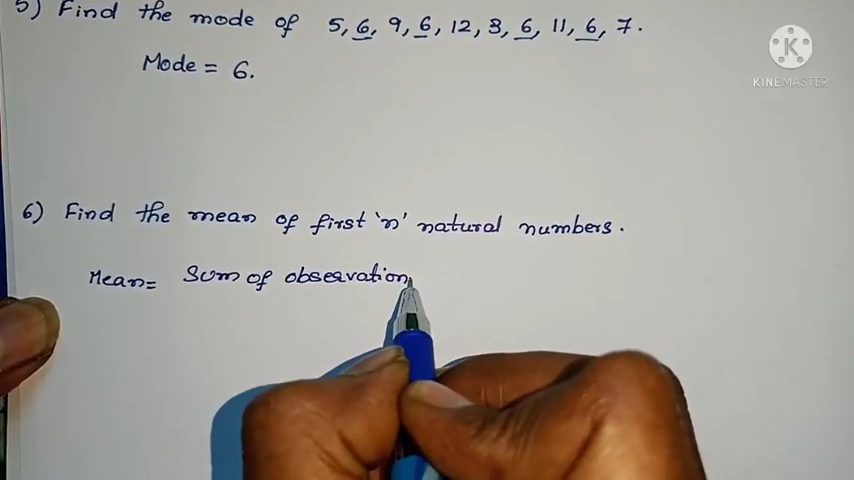 5) Find the mode of 5, 6, 9, 6, 12, 3, 6, 11, 6, 7.
Mode = 6.
6) Find the mean of first 'n' natural numbers.
Mean= Sum of observation
K
KINEMASTER